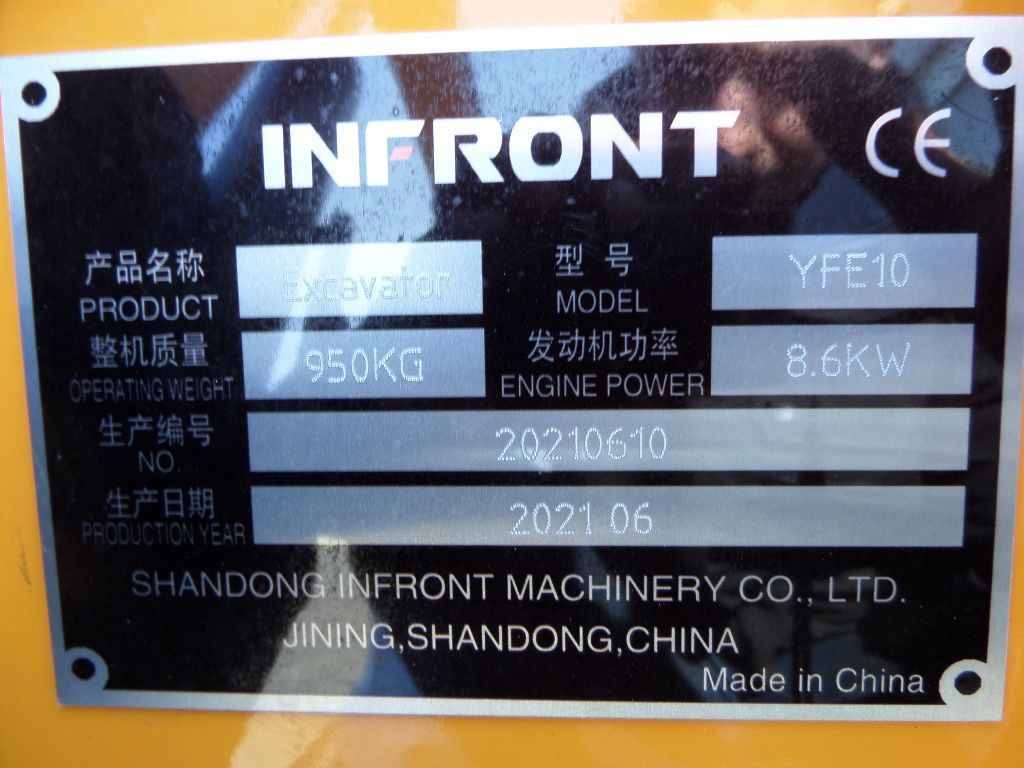 INFRONT CE
产品名称 Excavator 型号 YFE10
PRODUCT MODEL
整机质量 950KG 发动机功率 8.6KW
OPERATING WEIGHT ENGINE POWER
生产编号 20210610
NO.
生产日期 2021 06
PRODUCTION YEAR
SHANDONG INFRONT MACHINERY CO., LTD.
JINING,SHANDONG,CHINA
Made in China